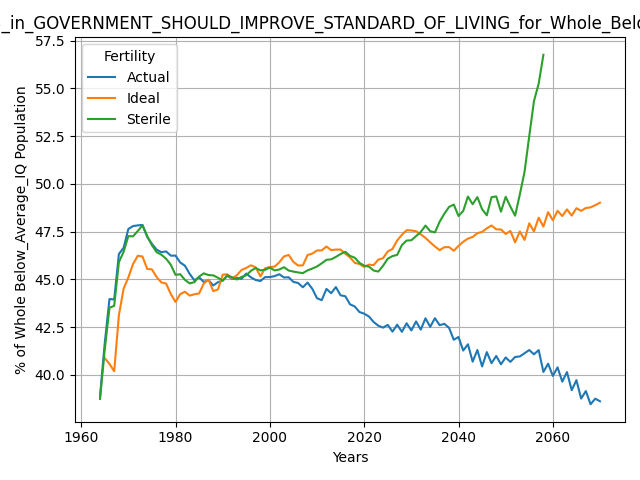 _in_GOVERNMENT_SHOULD_IMPROVE_STANDARD_OF_LIVING_for_Whole_Belo
57.5
55.0
52.5
50.0
47.5
45.0
42.5
40.0
% of Whole Below_Average_IQ Population
Fertility
Actual
Ideal
Sterile
1960
1980
2000
2020
2040
2060
Years